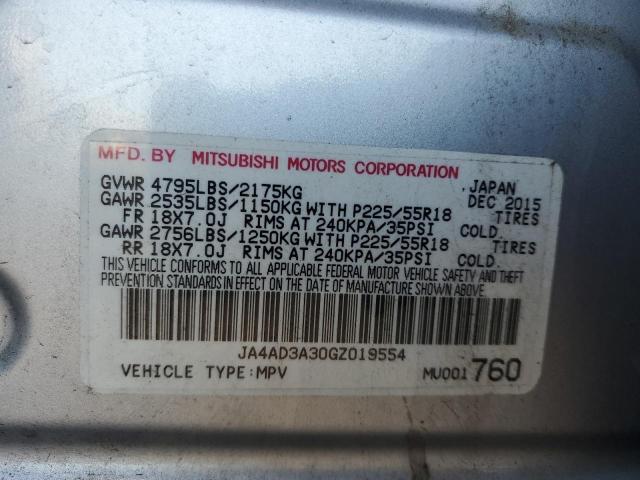 MFD. BY MITSUBISHI MOTORS CORPORATION
GVWR 4795LBS/2175KG , JAPAN
GAWR 2535LBS/1150KG WITH P225/55R18 DEC 2015 TIRES
FR 18X7.0J RIMS AT 240KPA/35PSI COLD.
GAWR 2756LBS/1250KG WITH P225/55R18 TIRES
RR 18X7.0J RIMS AT 240KPA/35PSI COLD.
THIS VEHICLE CONFORMS TO ALL APPLICABLE FEDERAL MOTOR VEHICLE SAFETY AND THEFT
PREVENTION STANDARDS IN EFFECT ON THE DATE OF MANUFACTURE SHOWN ABOVE.
JA4AD3A30GZ019554
VEHICLE TYPE:MPV MU001760